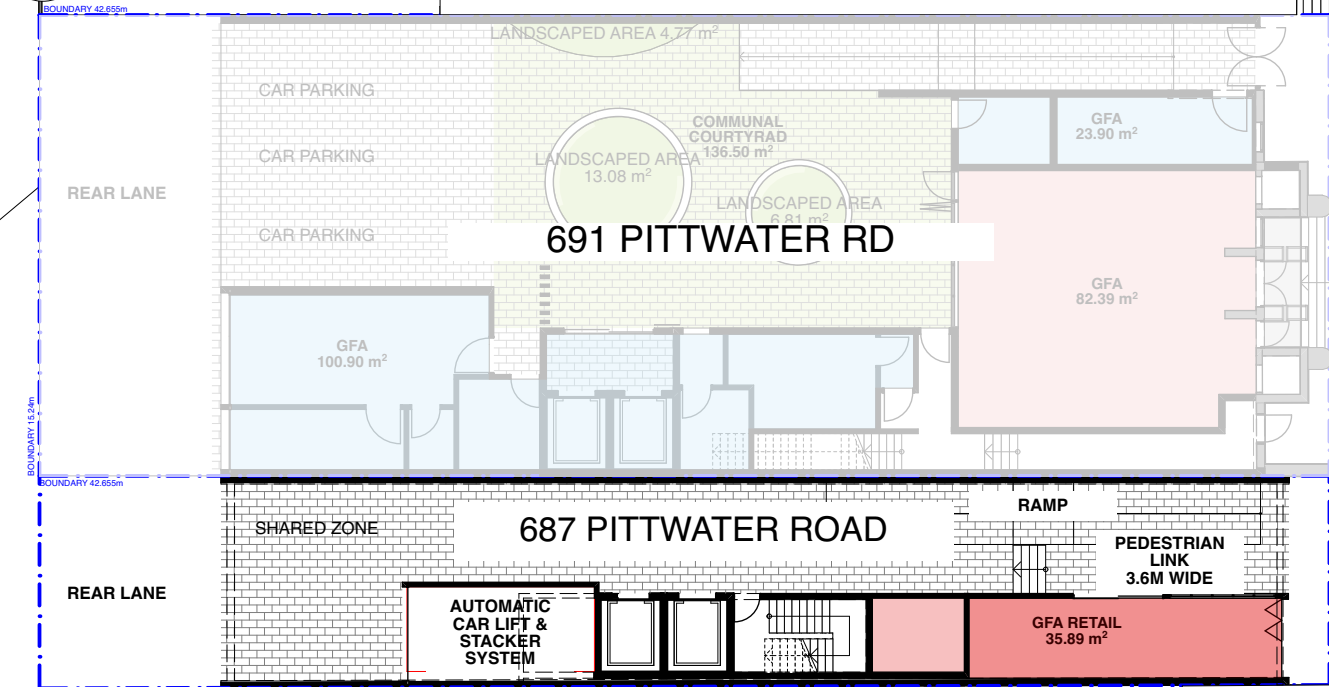 BOUNDARY 42.655m
LANDSCAPED AREA 4.77 m²
CAR PARKING
COMMUNAL
COURTYRAD
136.50 m²
GFA
23.90 m²
CAR PARKING
LANDSCAPED AREA
13.08 m²
REAR LANE
LANDSCAPED AREA
6.81 m²
CAR PARKING
691 PITTWATER RD
GFA
82.39 m²
GFA
100.90 m²
BOUNDARY 15.24m
BOUNDARY 42.655m
SHARED ZONE
687 PITTWATER ROAD
RAMP
PEDESTRIAN
LINK
3.6M WIDE
REAR LANE
AUTOMATIC
CAR LIFT &
STACKER
SYSTEM
GFA RETAIL
35.89 m²